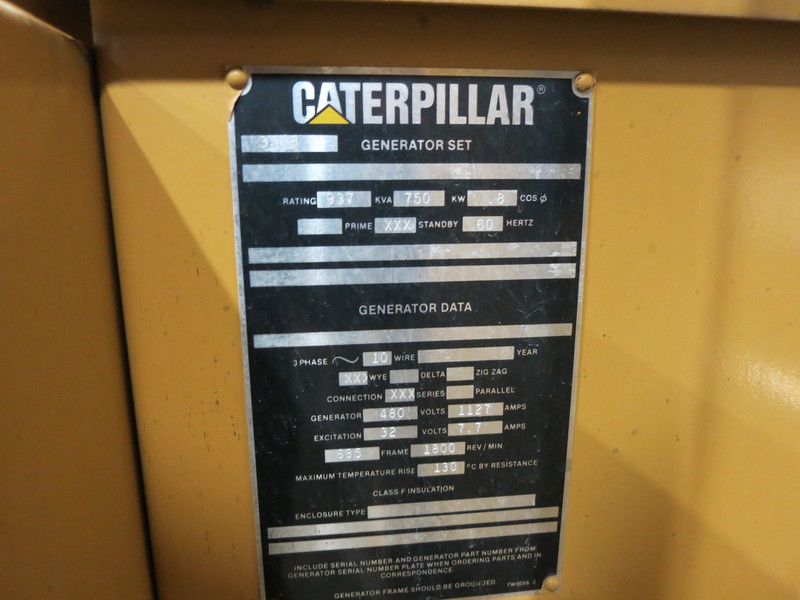 CATERPILLAR®
GENERATOR SET
RATING 937 KVA 750 KW .8 COS ϕ
PRIME XXX STANDBY 60 HERTZ
GENERATOR DATA
3 PHASE ~ 10 WIRE YEAR
XXX WYE DELTA ZIG ZAG
CONNECTION XXX SERIES PARALLEL
GENERATOR 480 VOLTS 1127 AMPS
EXCITATION 32 VOLTS 7.7 AMPS
FRAME 1800 REV/MIN
MAXIMUM TEMPERATURE RISE 130 °C BY RESISTANCE
CLASS F INSULATION
ENCLOSURE TYPE
INCLUDE SERIAL NUMBER AND GENERATOR PART NUMBER FROM
GENERATOR SERIAL NUMBER PLATE WHEN ORDERING PARTS AND IN
CORRESPONDENCE.
GENERATOR FRAME SHOULD BE GROUNDED.